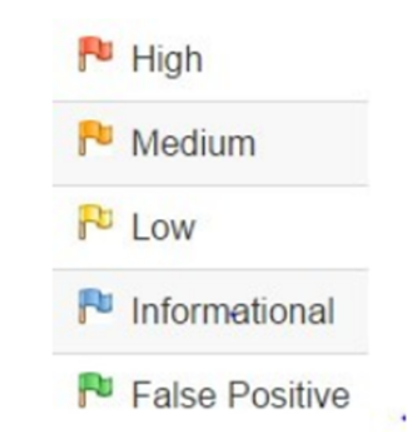 High
Medium
Low
Informational
False Positive